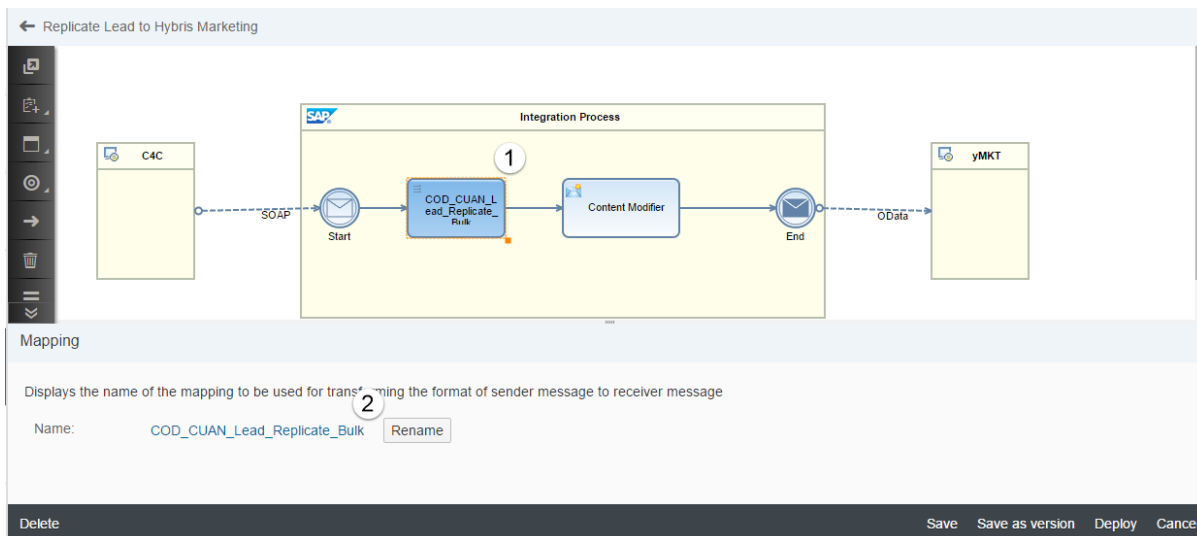 Replicate Lead to Hybris Marketing
SAP
Integration Process
C4C
1
yMKT
COD_CUAN_L
ead_Replicate_
Bulk
Content Modifier
SOAP
Start
End
OData
Mapping
Displays the name of the mapping to be used for transforming the format of sender message to receiver message
2
Name:
COD_CUAN_Lead_Replicate_Bulk
Rename
Delete
Save
Save as version
Deploy
Cance